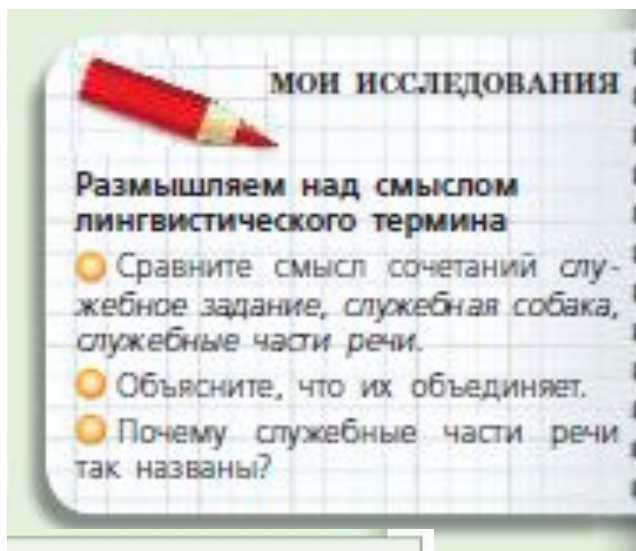 МОИ ИССЛЕДОВАНИЯ
Размышляем над смыслом
лингвистического термина
Сравните смысл сочетаний слу-
жебное задание, служебная собака,
служебные части речи.
Объясните, что их объединяет.
Почему служебные части речи
так названы?